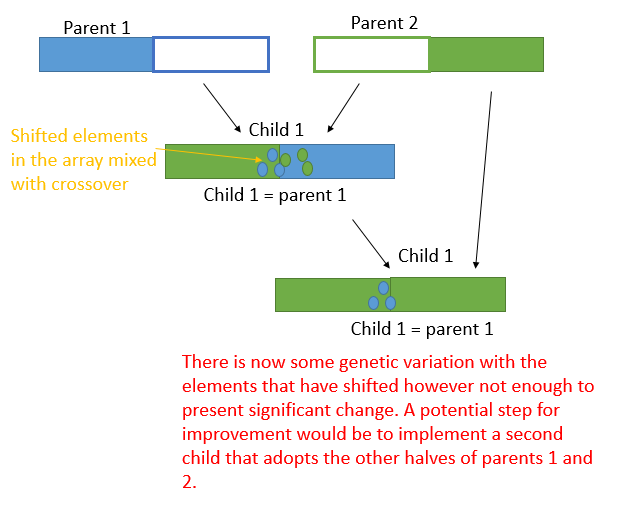 Parent 1
Parent 2
Child 1
Shifted elements
in the array mixed
with crossover
Child 1 = parent 1
Child 1
Child 1 = parent 1
There is now some genetic variation with the
elements that have shifted however not enough to
present significant change. A potential step for
improvement would be to implement a second
child that adopts the other halves of parents 1 and
2.